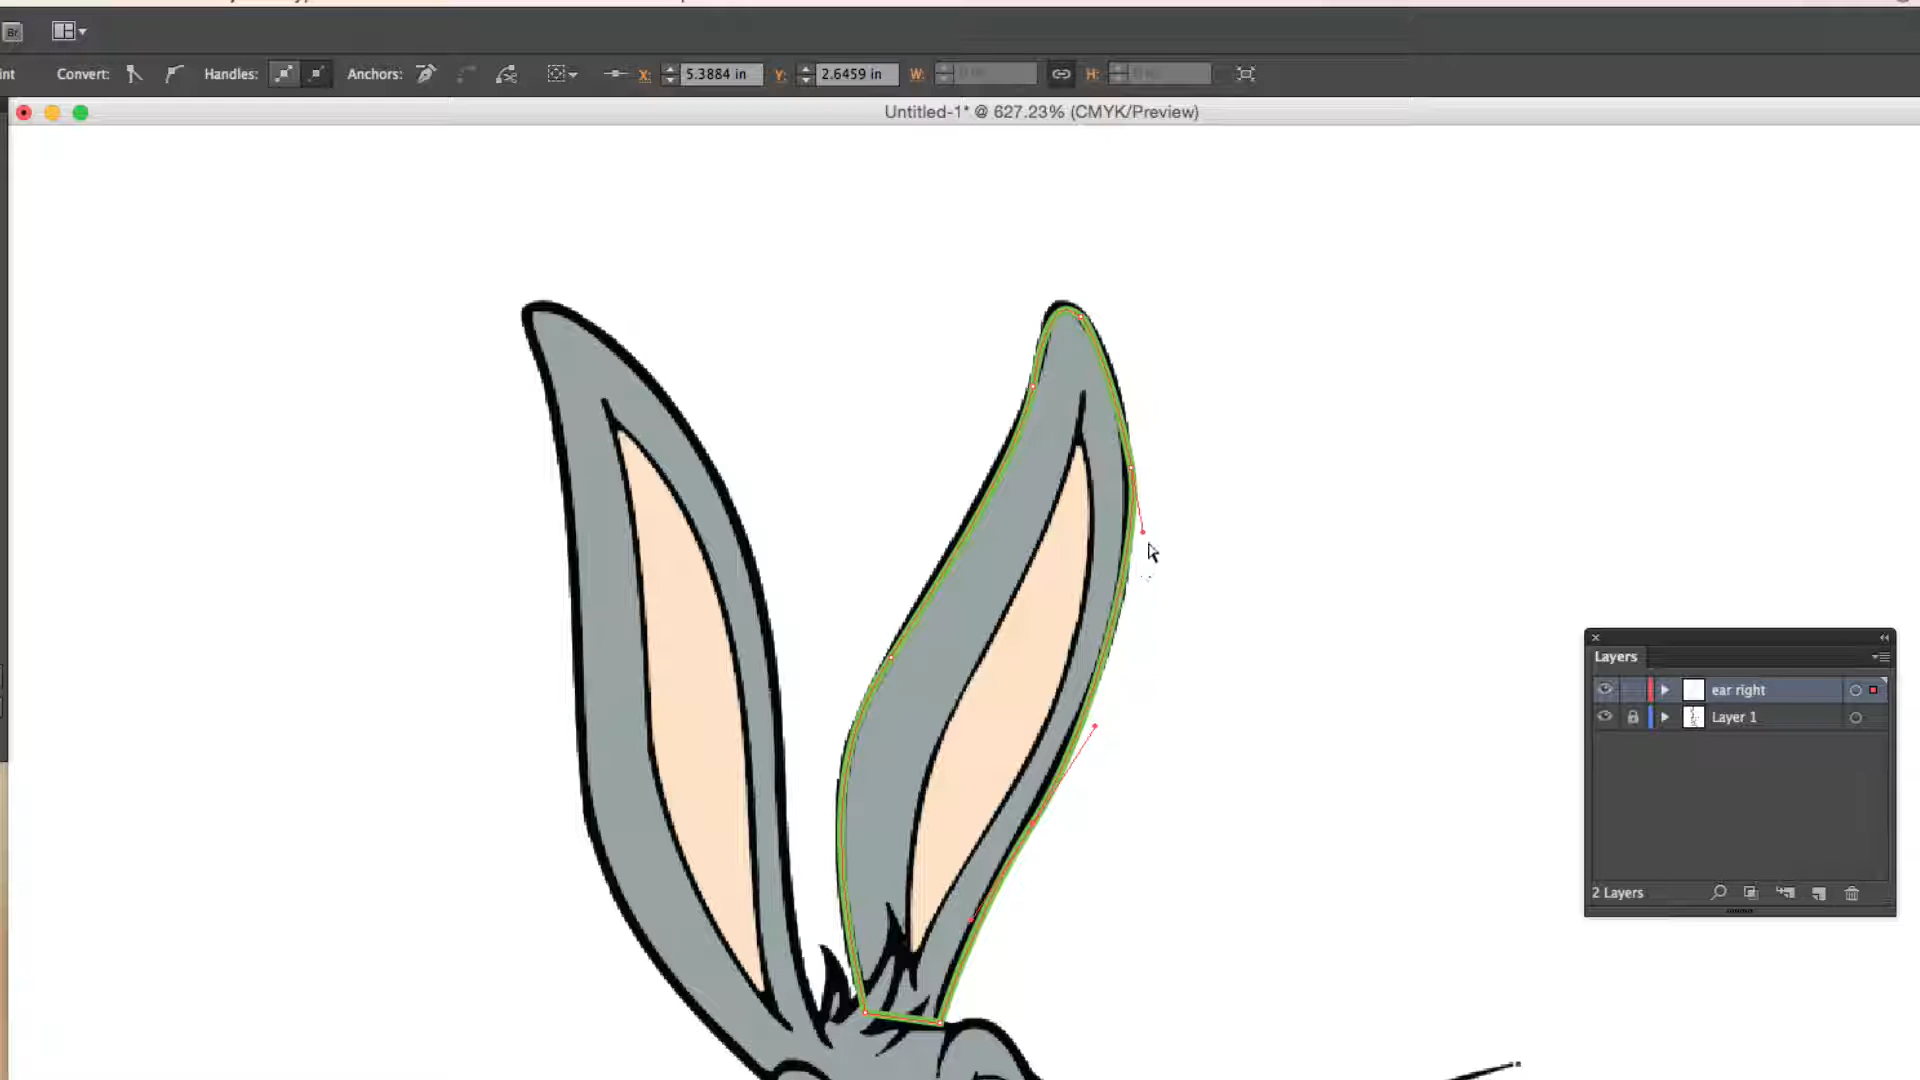 Br
int Convert: Handles: Anchors: X: 5.3884 in Y: 2.6459 in W: H:
Untitled-1* @ 627.23% (CMYK/Preview)
Layers
ear right
Layer 1
2 Layers